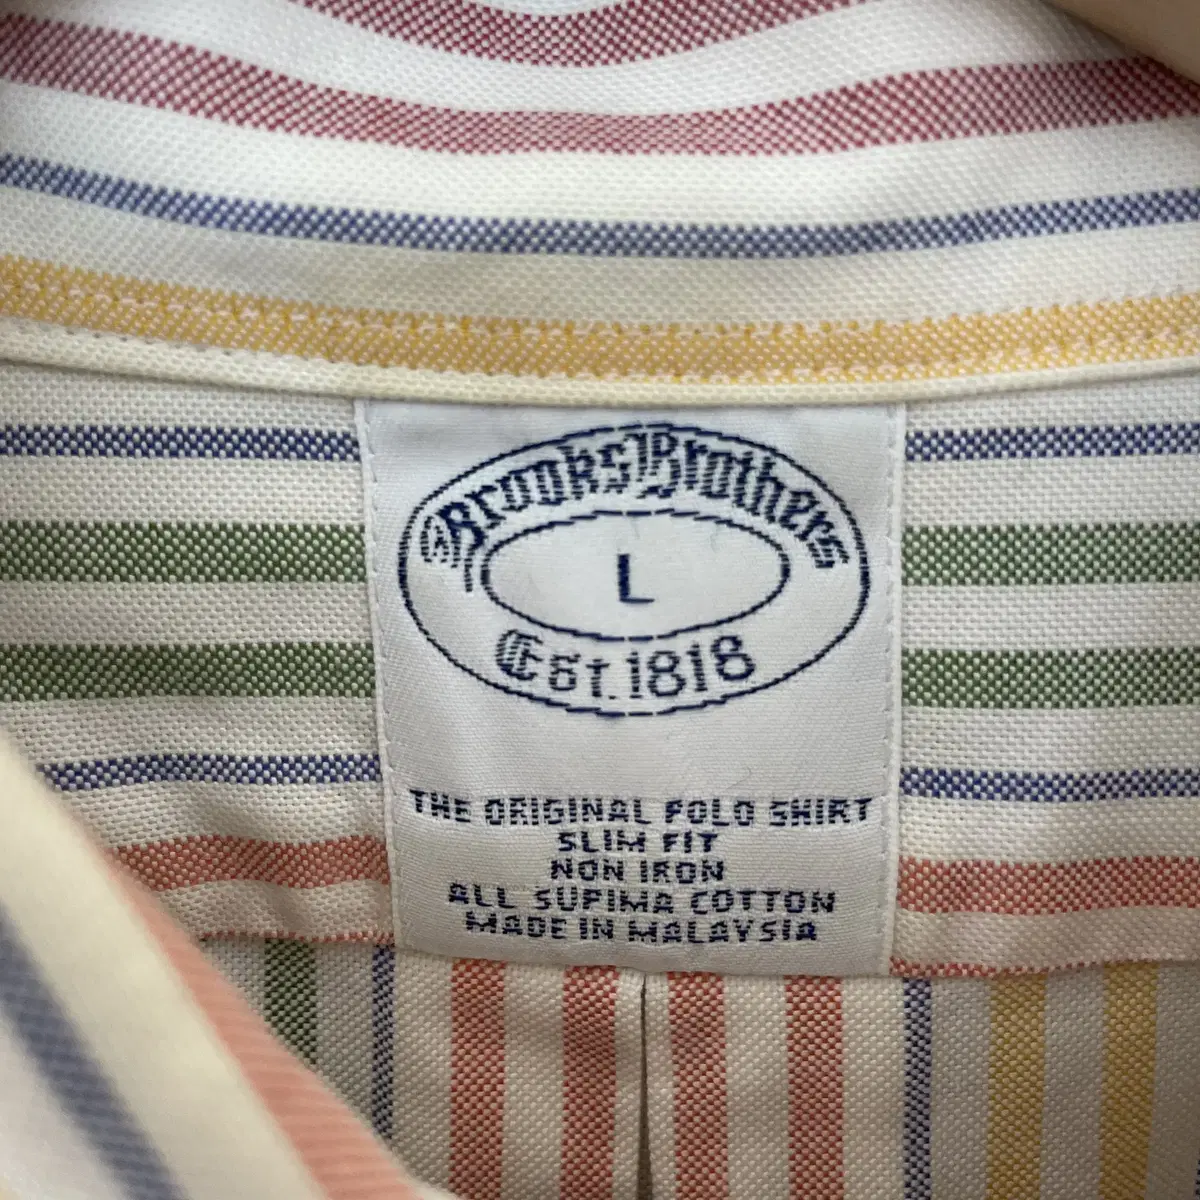 Brooks Brothers
L
Est. 1818
THE ORIGINAL POLO SHIRT
SLIM FIT
NON IRON
ALL SUPIMA COTTON
MADE IN MALAYSIA